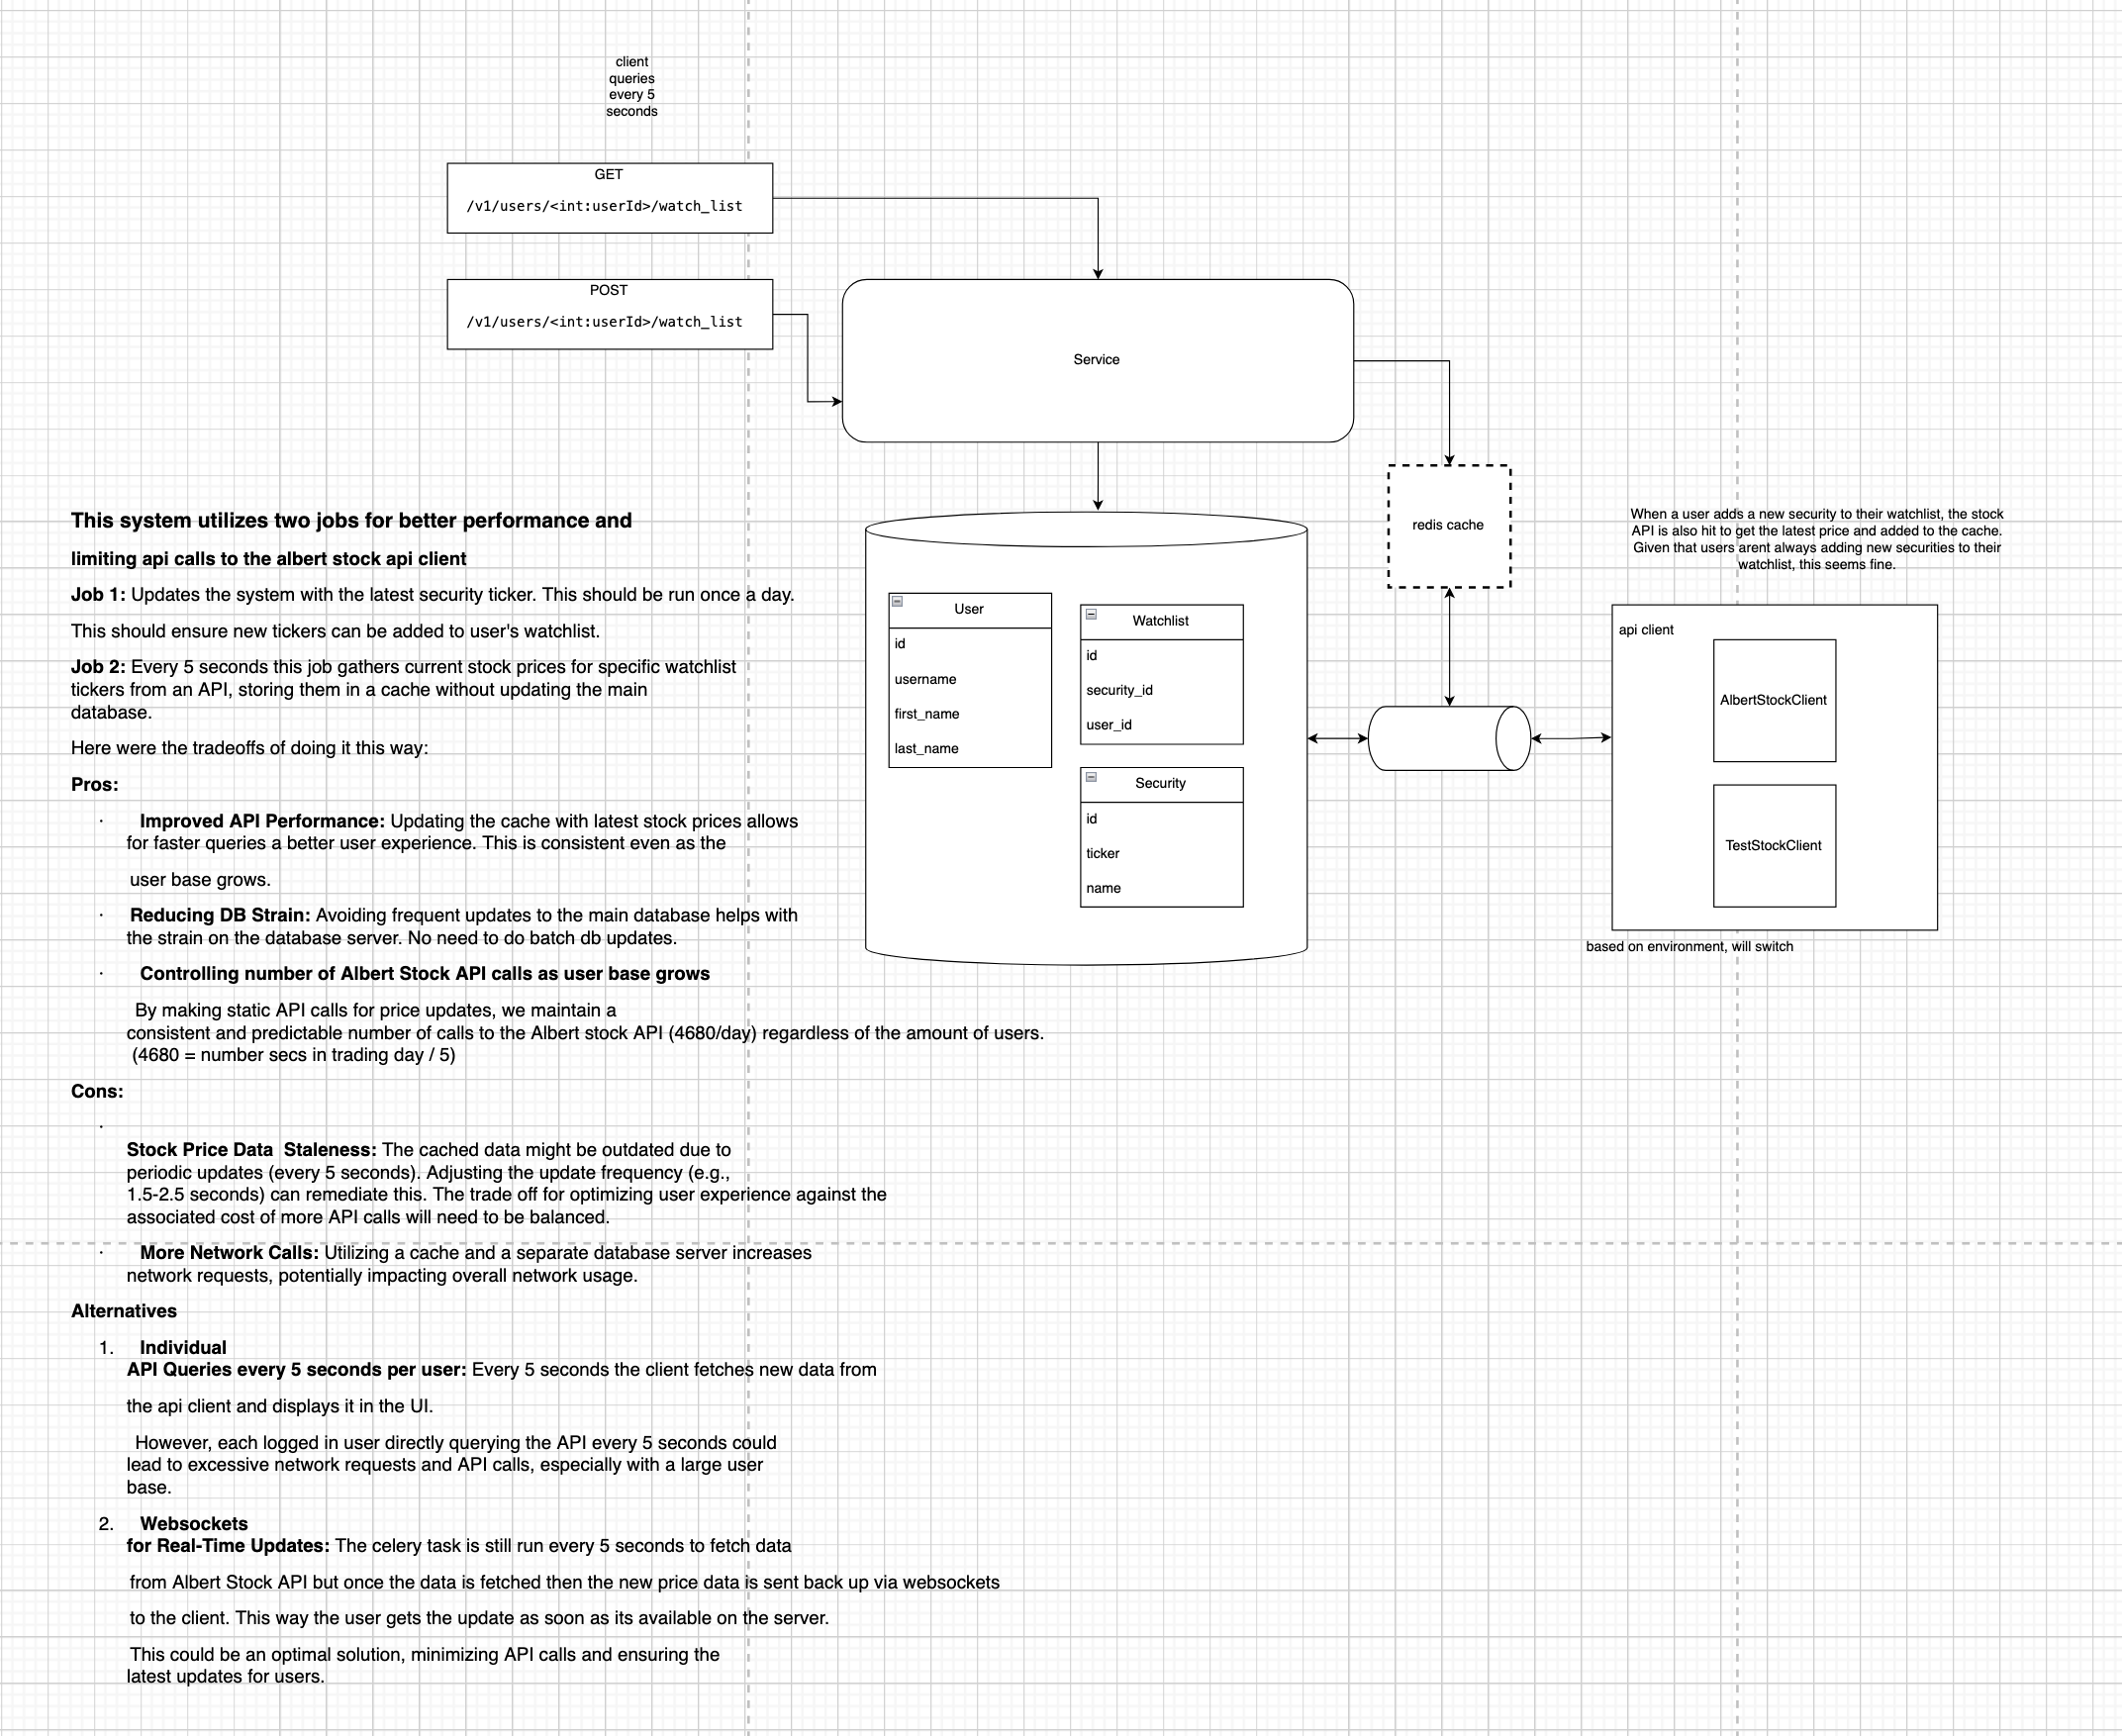 client
queries
every 5
seconds
GET
/v1/users/<int:userId>/watch_list
POST
/v1/users/<int:userId>/watch_list
Service
redis cache
When a user adds a new security to their watchlist, the stock
API is also hit to get the latest price and added to the cache.
Given that users arent always adding new securities to their
watchlist, this seems fine.
User
id
username
first_name
last_name
Watchlist
id
security_id
user_id
Security
id
ticker
name
api client
AlbertStockClient
TestStockClient
based on environment, will switch
This system utilizes two jobs for better performance and
limiting api calls to the albert stock api client
Job 1: Updates the system with the latest security ticker. This should be run once a day.
This should ensure new tickers can be added to user's watchlist.
Job 2: Every 5 seconds this job gathers current stock prices for specific watchlist
tickers from an API, storing them in a cache without updating the main
database.
Here were the tradeoffs of doing it this way:
Pros:
· Improved API Performance: Updating the cache with latest stock prices allows
for faster queries a better user experience. This is consistent even as the
user base grows.
· Reducing DB Strain: Avoiding frequent updates to the main database helps with
the strain on the database server. No need to do batch db updates.
· Controlling number of Albert Stock API calls as user base grows
By making static API calls for price updates, we maintain a
consistent and predictable number of calls to the Albert stock API (4680/day) regardless of the amount of users.
(4680 = number secs in trading day / 5)
Cons:
·
Stock Price Data  Staleness: The cached data might be outdated due to
periodic updates (every 5 seconds). Adjusting the update frequency (e.g.,
1.5-2.5 seconds) can remediate this. The trade off for optimizing user experience against the
associated cost of more API calls will need to be balanced.
· More Network Calls: Utilizing a cache and a separate database server increases
network requests, potentially impacting overall network usage.
Alternatives
1. Individual
API Queries every 5 seconds per user: Every 5 seconds the client fetches new data from
the api client and displays it in the UI.
However, each logged in user directly querying the API every 5 seconds could
lead to excessive network requests and API calls, especially with a large user
base.
2. Websockets
for Real-Time Updates: The celery task is still run every 5 seconds to fetch data
from Albert Stock API but once the data is fetched then the new price data is sent back up via websockets
to the client. This way the user gets the update as soon as its available on the server.
This could be an optimal solution, minimizing API calls and ensuring the
latest updates for users.